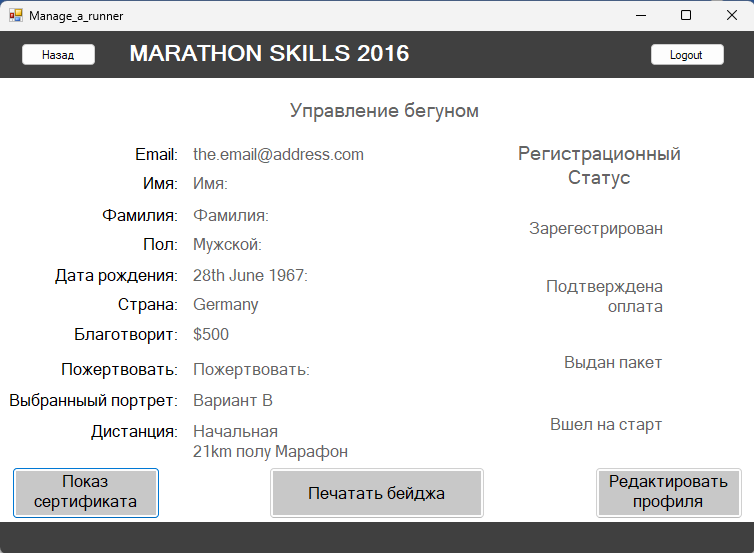 Manage_a_runner
Назад
MARATHON SKILLS 2016
Logout
Управление бегуном
Email: the.email@address.com
Имя: Имя:
Фамилия: Фамилия:
Пол: Мужской:
Дата рождения: 28th June 1967:
Страна: Germany
Благотворит: $500
Пожертвовать: Пожертвовать:
Выбранныый портрет: Вариант B
Дистанция: Начальная
21km полу Марафон
Регистрационный
Статус
Зарегестрирован
Подтверждена
оплата
Выдан пакет
Вшел на старт
Показ
сертификата
Печатать бейджа
Редактировать
профиля